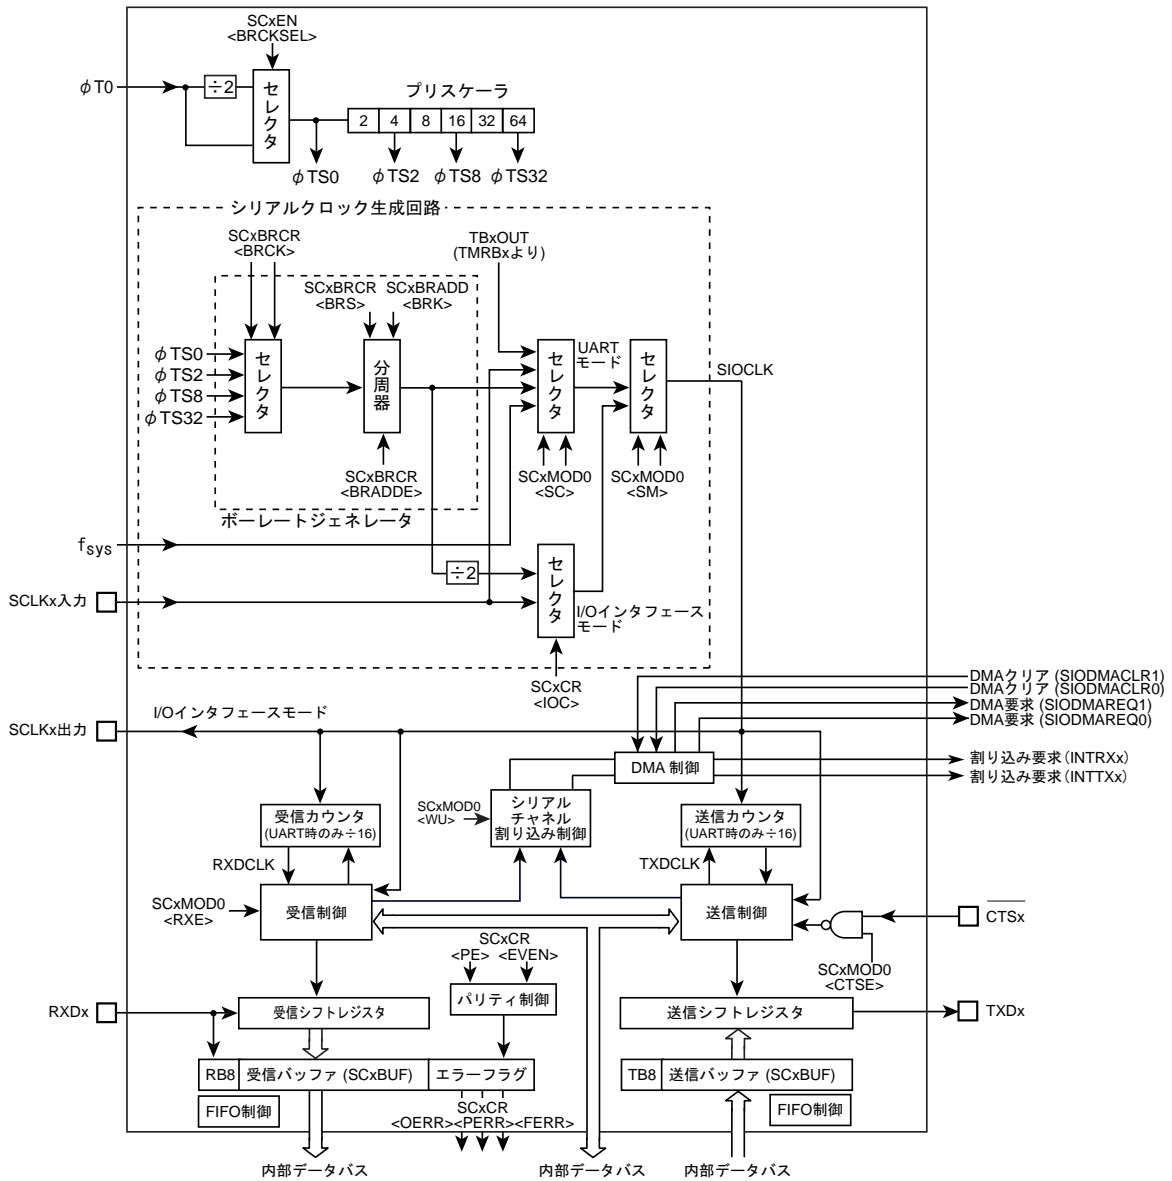 SCxEN
<BRCKSEL>
φT0
÷2
セレクタ
プリスケーラ
2 4 8 16 32 64
φTS0 φTS2 φTS8 φTS32
シリアルクロック生成回路
SCxBRCR
<BRCK>
TBxOUT
(TMRBxより)
SCxBRCR
<BRS>
SCxBRADD
<BRK>
φTS0
φTS2
φTS8
φTS32
セレクタ
分周器
セレクタ
UART
モード
セレクタ
SIOCLK
SCxBRCR
<BRADDE>
SCxMOD0
<SC>
SCxMOD0
<SM>
ボーレートジェネレータ
fsys
÷2
セレクタ
SCLKx入力
I/Oインタフェース
モード
SCxCR
<IOC>
DMAクリア (SIODMACLR1)
DMAクリア (SIODMACLR0)
DMA要求 (SIODMAREQ1)
DMA要求 (SIODMAREQ0)
I/Oインタフェースモード
SCLKx出力
DMA 制御
割り込み要求(INTRXx)
割り込み要求(INTTXx)
受信カウンタ
(UART時のみ÷16)
SCxMOD0
<WU>
シリアル
チャネル
割り込み制御
送信カウンタ
(UART時のみ÷16)
RXDCLK
TXDCLK
SCxMOD0
<RXE>
受信制御
送信制御
CTSx
SCxCR
<PE> <EVEN>
SCxMOD0
<CTSE>
パリティ制御
RXDx
受信シフトレジスタ
送信シフトレジスタ
TXDx
RB8 受信バッファ (SCxBUF) エラーフラグ
TB8 送信バッファ (SCxBUF)
FIFO制御
SCxCR
<OERR><PERR><FERR>
FIFO制御
内部データバス
内部データバス
内部データバス